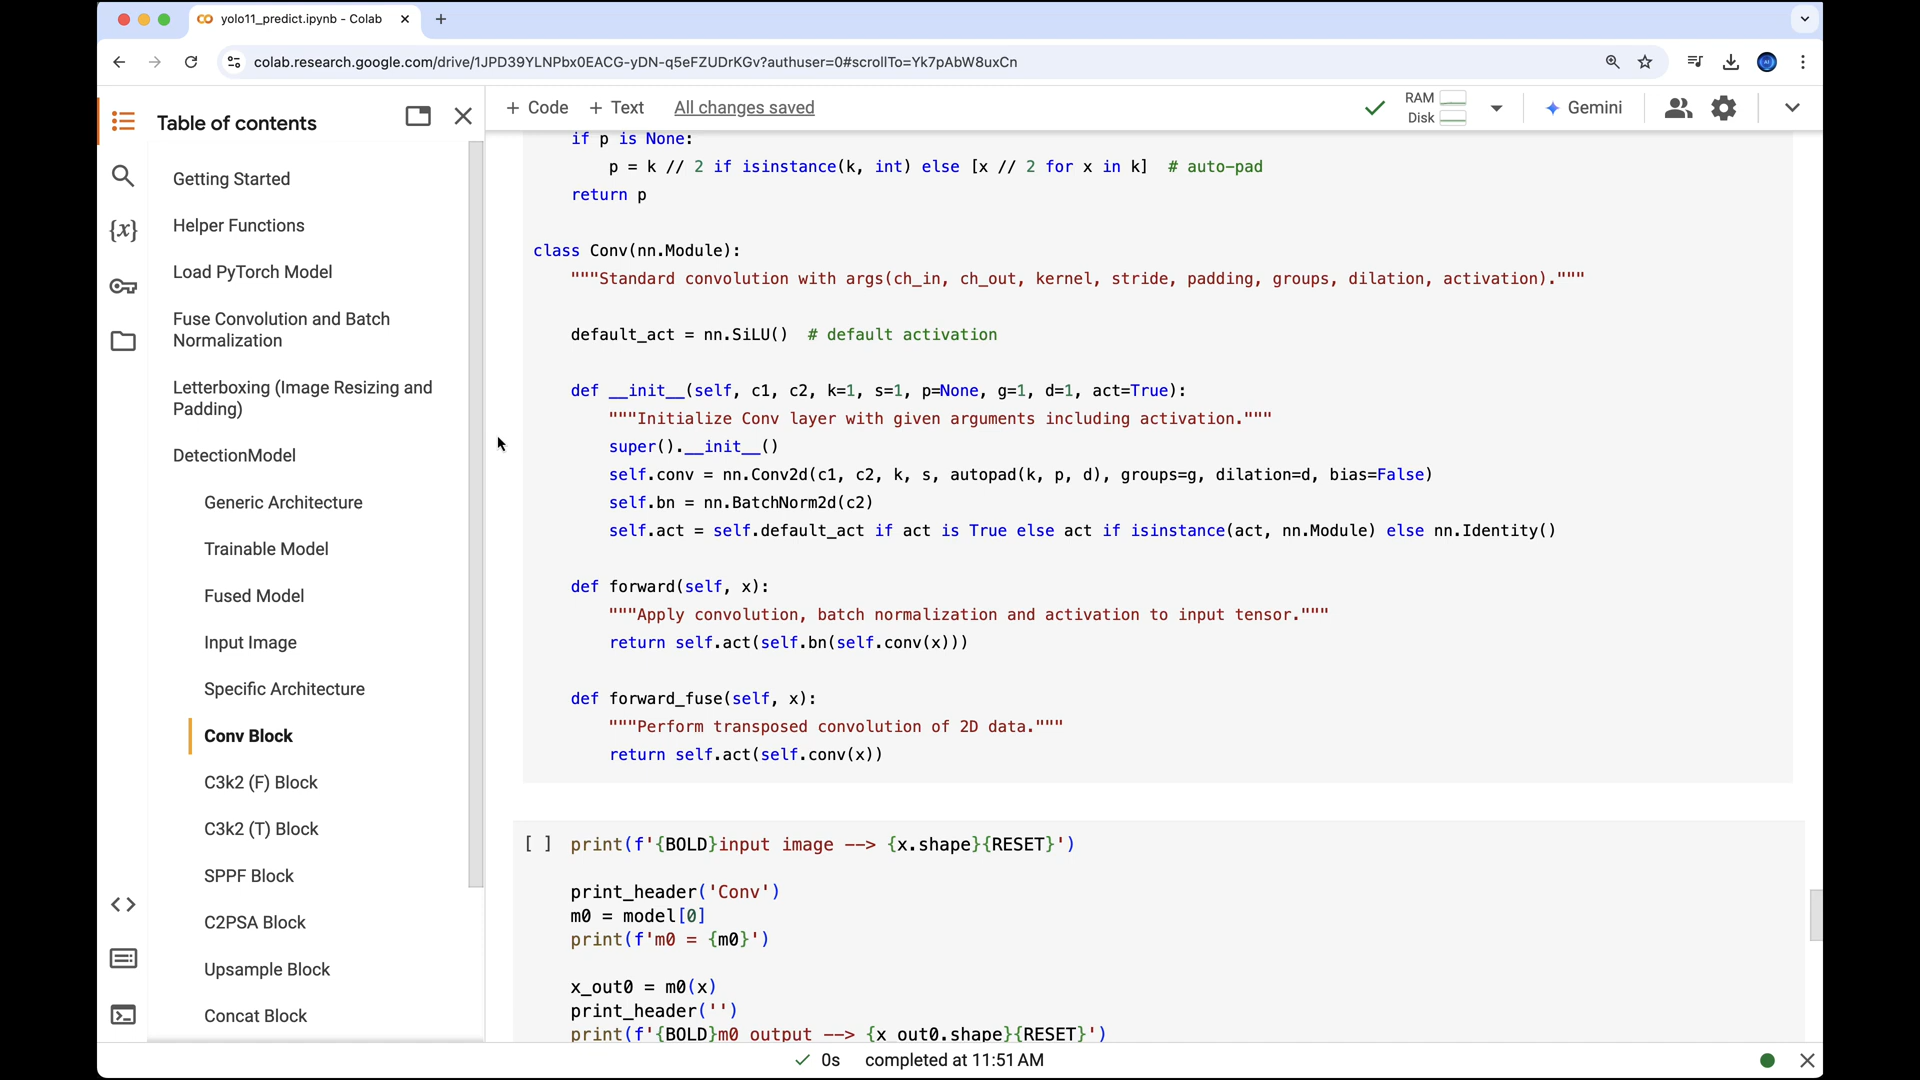 yolo11_predict.ipynb - Colab
colab.research.google.com/drive/1JPD39YLNPbx0EACG-yDN-q5eFZUDrKGv?authuser=0#scrollTo=Yk7pAbW8uxCn
Table of contents
+ Code + Text All changes saved
RAM
Disk
Gemini
Getting Started
Helper Functions
Load PyTorch Model
Fuse Convolution and Batch
Normalization
Letterboxing (Image Resizing and
Padding)
DetectionModel
Generic Architecture
Trainable Model
Fused Model
Input Image
Specific Architecture
Conv Block
C3k2 (F) Block
C3k2 (T) Block
SPPF Block
C2PSA Block
Upsample Block
Concat Block
if p is None:
p = k // 2 if isinstance(k, int) else [x // 2 for x in k]  # auto-pad
return p
class Conv(nn.Module):
"""Standard convolution with args(ch_in, ch_out, kernel, stride, padding, groups, dilation, activation)."""
default_act = nn.SiLU()  # default activation
def __init__(self, c1, c2, k=1, s=1, p=None, g=1, d=1, act=True):
"""Initialize Conv layer with given arguments including activation."""
super().__init__()
self.conv = nn.Conv2d(c1, c2, k, s, autopad(k, p, d), groups=g, dilation=d, bias=False)
self.bn = nn.BatchNorm2d(c2)
self.act = self.default_act if act is True else act if isinstance(act, nn.Module) else nn.Identity()
def forward(self, x):
"""Apply convolution, batch normalization and activation to input tensor."""
return self.act(self.bn(self.conv(x)))
def forward_fuse(self, x):
"""Perform transposed convolution of 2D data."""
return self.act(self.conv(x))
[ ] print(f'{BOLD}input image --> {x.shape}{RESET}')
print_header('Conv')
m0 = model[0]
print(f'm0 = {m0}')
x_out0 = m0(x)
print_header('')
print(f'{BOLD}m0 output --> {x_out0.shape}{RESET}')
0s completed at 11:51 AM